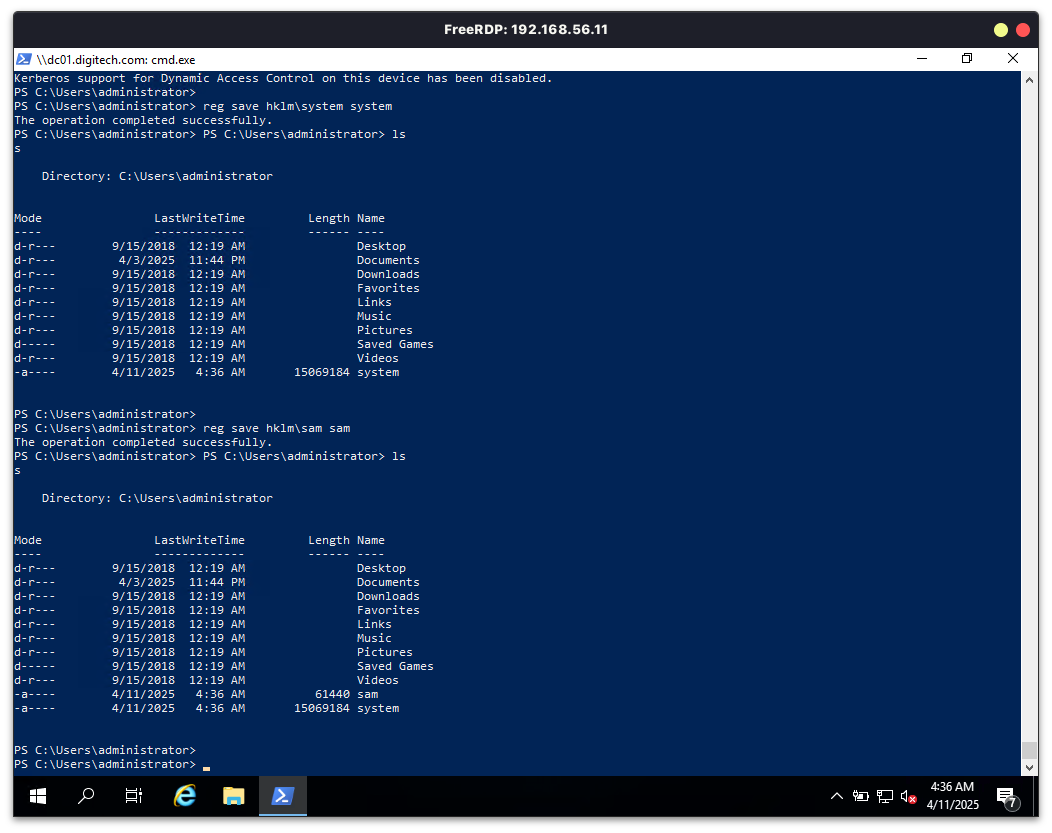 FreeRDP: 192.168.56.11
\\dc01.digitech.com: cmd.exe
Kerberos support for Dynamic Access Control on this device has been disabled.
PS C:\Users\administrator>
PS C:\Users\administrator> reg save hklm\system system
The operation completed successfully.
PS C:\Users\administrator> PS C:\Users\administrator> ls
s
Directory: C:\Users\administrator
Mode LastWriteTime Length Name
---- ------------- ------ ----
d-r--- 9/15/2018 12:19 AM Desktop
d-r--- 4/3/2025 11:44 PM Documents
d-r--- 9/15/2018 12:19 AM Downloads
d-r--- 9/15/2018 12:19 AM Favorites
d-r--- 9/15/2018 12:19 AM Links
d-r--- 9/15/2018 12:19 AM Music
d-r--- 9/15/2018 12:19 AM Pictures
d----- 9/15/2018 12:19 AM Saved Games
d-r--- 9/15/2018 12:19 AM Videos
-a---- 4/11/2025 4:36 AM 15069184 system
PS C:\Users\administrator>
PS C:\Users\administrator> reg save hklm\sam sam
The operation completed successfully.
PS C:\Users\administrator> PS C:\Users\administrator> ls
s
Directory: C:\Users\administrator
Mode LastWriteTime Length Name
---- ------------- ------ ----
d-r--- 9/15/2018 12:19 AM Desktop
d-r--- 4/3/2025 11:44 PM Documents
d-r--- 9/15/2018 12:19 AM Downloads
d-r--- 9/15/2018 12:19 AM Favorites
d-r--- 9/15/2018 12:19 AM Links
d-r--- 9/15/2018 12:19 AM Music
d-r--- 9/15/2018 12:19 AM Pictures
d----- 9/15/2018 12:19 AM Saved Games
d-r--- 9/15/2018 12:19 AM Videos
-a---- 4/11/2025 4:36 AM 61440 sam
-a---- 4/11/2025 4:36 AM 15069184 system
PS C:\Users\administrator>
PS C:\Users\administrator> _
4:36 AM
4/11/2025
7